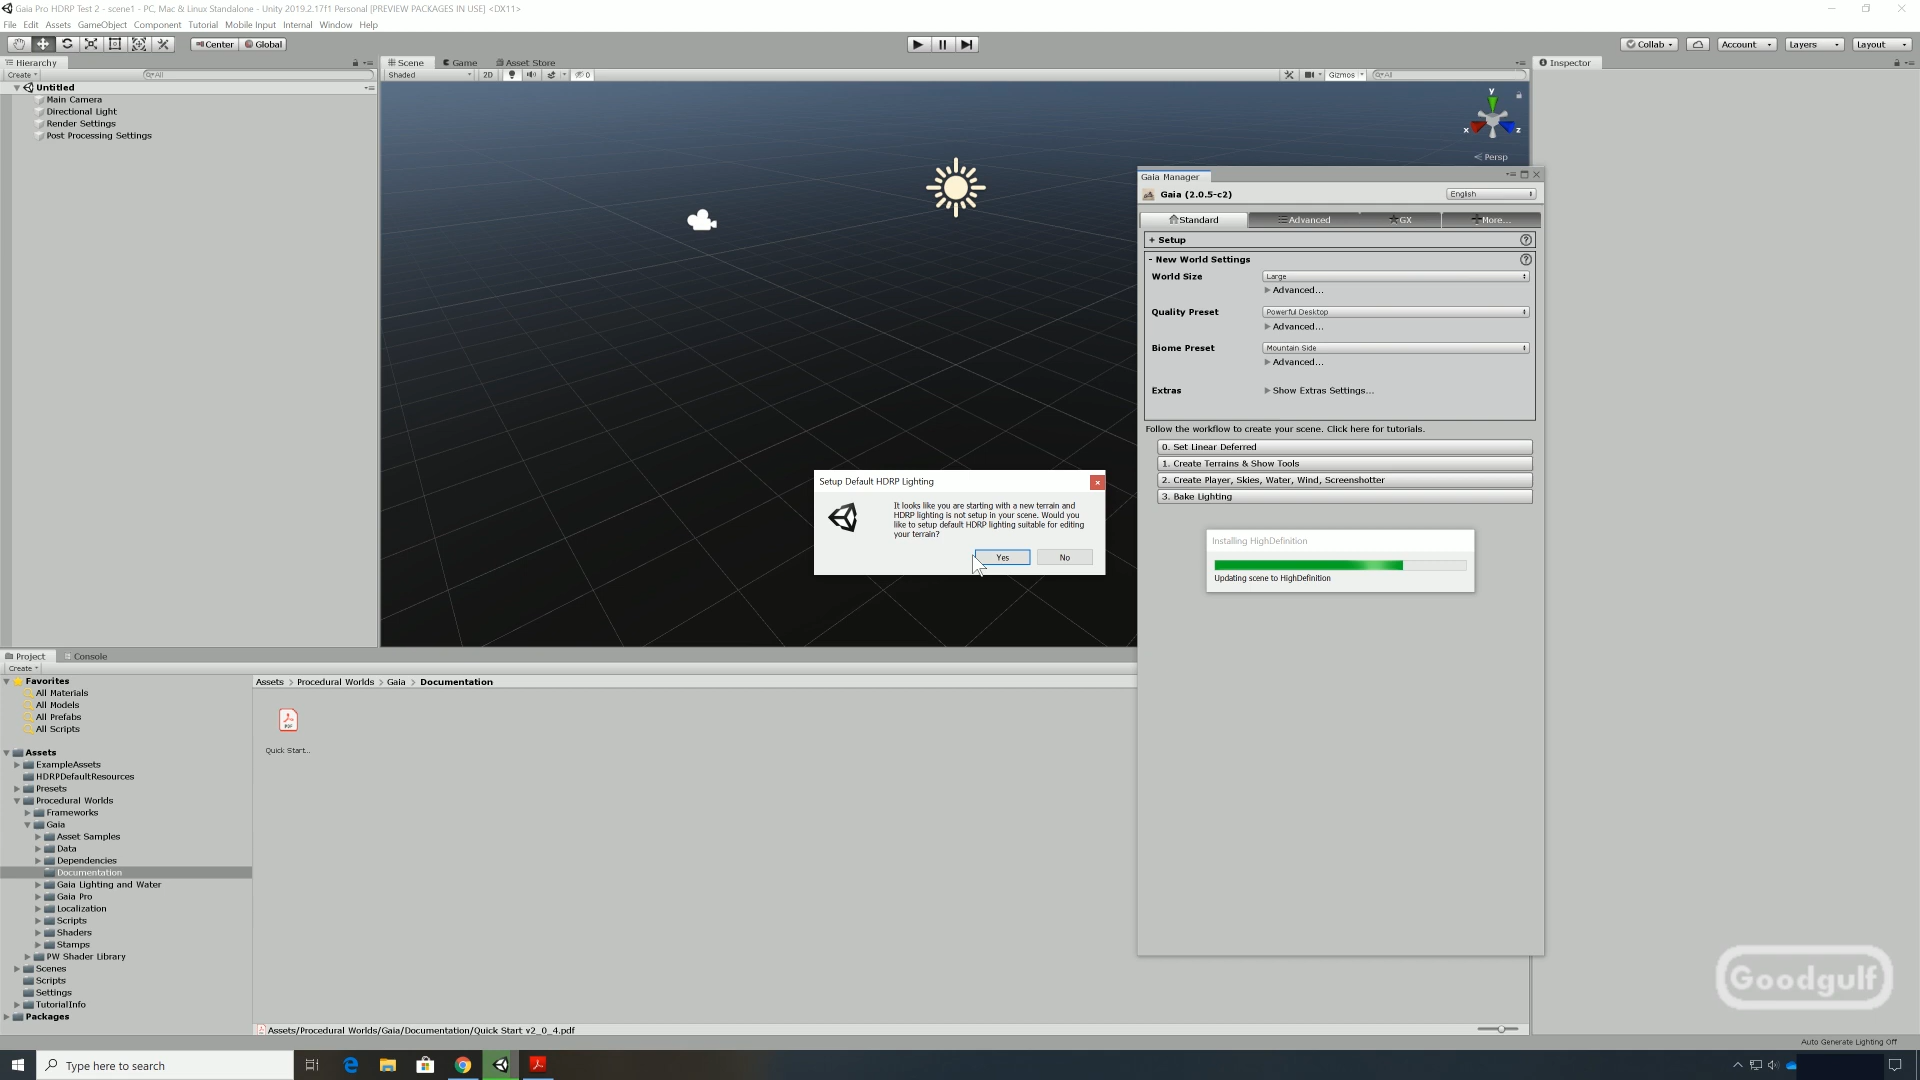 Gaia Pro HDRP Test 2 - scene1 - PC, Mac & Linux Standalone - Unity 2019.2.17f1 Personal [PREVIEW PACKAGES IN USE] <DX11>
File Edit Assets GameObject Component Tutorial Mobile Input Internal Window Help
Center Global Collab Account Layers Layout
Hierarchy
Create All
Untitled
Main Camera
Directional Light
Render Settings
Post Processing Settings
Scene Game Asset Store
Shaded 2D 0 Gizmos All
y
x z
< Persp
Inspector
Gaia Manager
Gaia (2.0.5-c2) English
Standard Advanced GX More...
+ Setup ?
- New World Settings ?
World Size Large
Advanced...
Quality Preset Powerful Desktop
Advanced...
Biome Preset Mountain Side
Advanced...
Extras Show Extras Settings...
Follow the workflow to create your scene. Click here for tutorials.
0. Set Linear Deferred
1. Create Terrains & Show Tools
2. Create Player, Skies, Water, Wind, Screenshotter
3. Bake Lighting
Installing HighDefinition
Updating scene to HighDefinition
Setup Default HDRP Lighting
It looks like you are starting with a new terrain and
HDRP lighting is not setup in your scene. Would you
like to setup default HDRP lighting suitable for editing
your terrain?
Yes No
Project Console
Create
Favorites
All Materials
All Models
All Prefabs
All Scripts
Assets
ExampleAssets
HDRPDefaultResources
Presets
Procedural Worlds
Frameworks
Gaia
Asset Samples
Data
Dependencies
Documentation
Gaia Lighting and Water
Gaia Pro
Localization
Scripts
Shaders
Stamps
PW Shader Library
Scenes
Scripts
Settings
TutorialInfo
Packages
Assets > Procedural Worlds > Gaia > Documentation
PDF
Quick Start...
Assets/Procedural Worlds/Gaia/Documentation/Quick Start v2_0_4.pdf
Goodgulf
Auto Generate Lighting Off
Type here to search